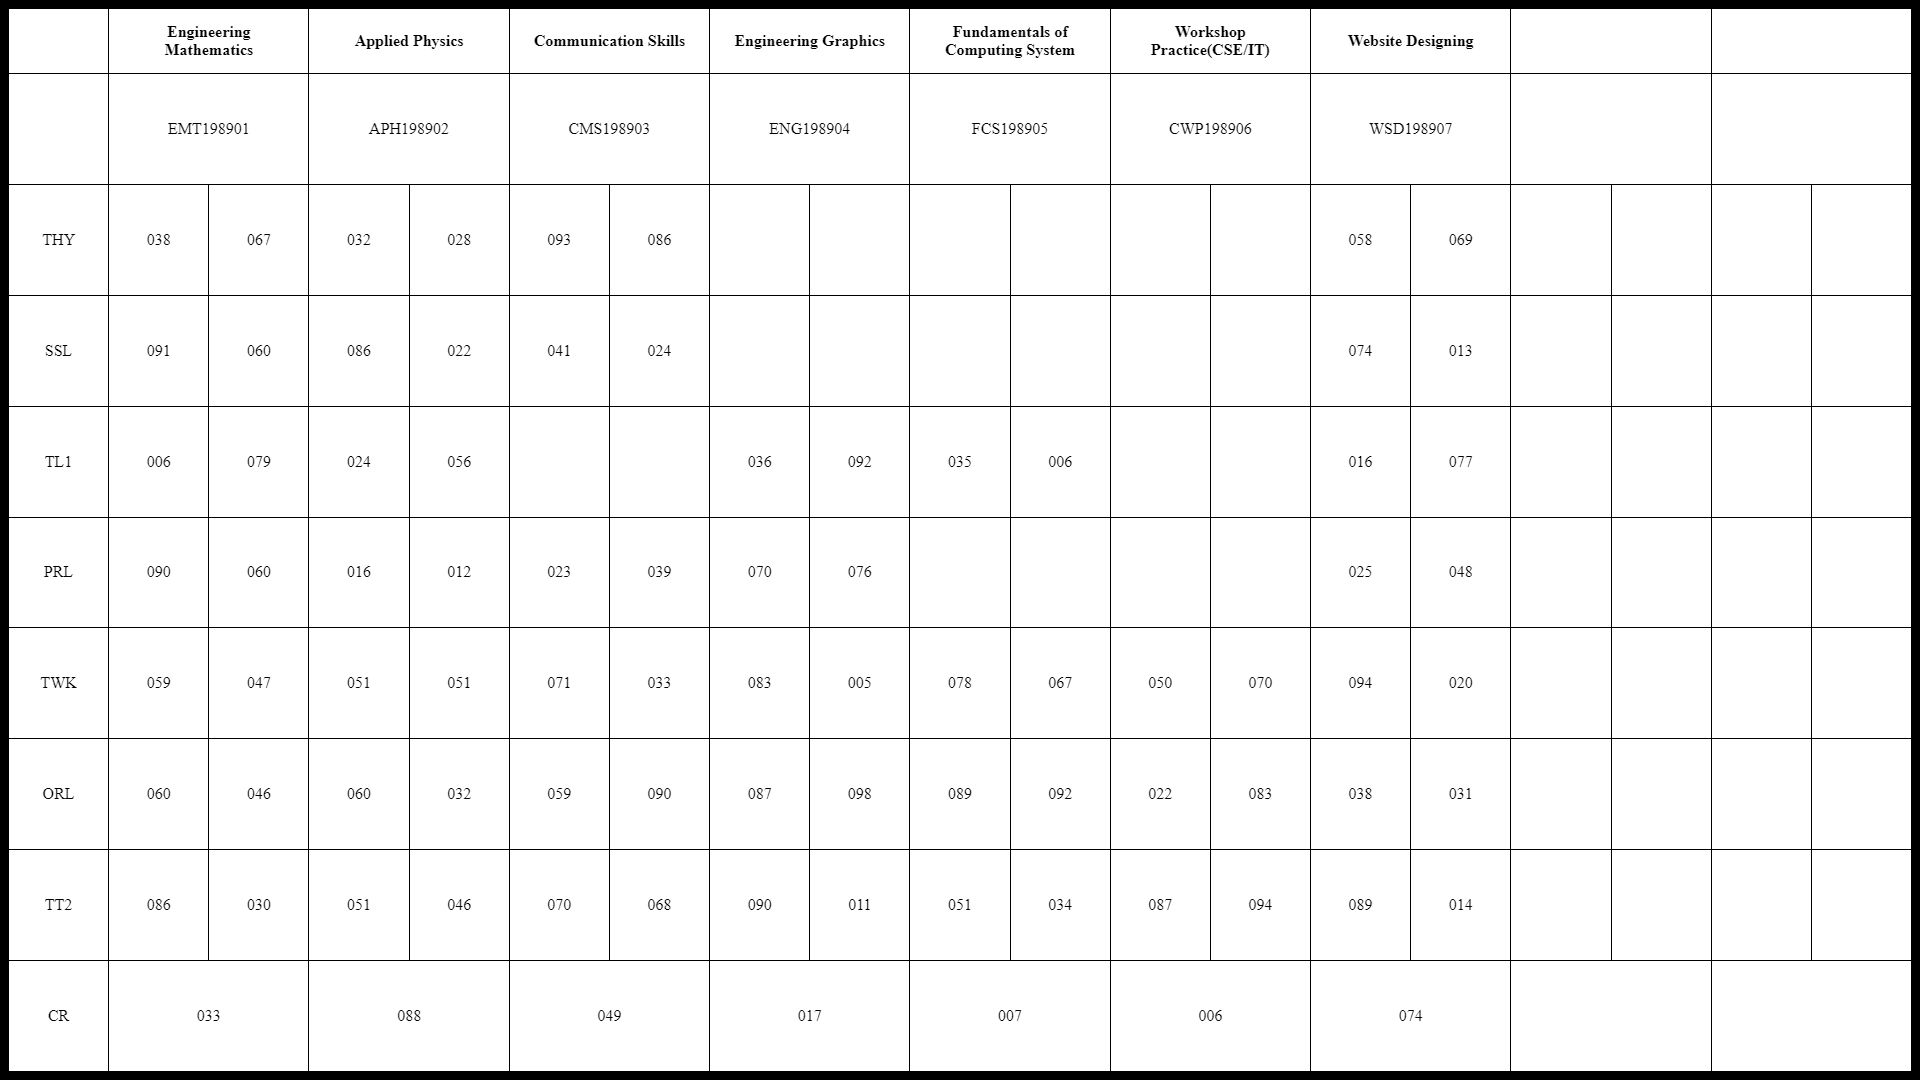 Engineering Mathematics Applied Physics Communication Skills Engineering Graphics Fundamentals of Computing System Workshop Practice(CSE/IT) Website Designing
EMT198901 APH198902 CMS198903 ENG198904 FCS198905 CWP198906 WSD198907
THY 038 067 032 028 093 086 058 069
SSL 091 060 086 022 041 024 074 013
TL1 006 079 024 056 036 092 035 006 016 077
PRL 090 060 016 012 023 039 070 076 025 048
TWK 059 047 051 051 071 033 083 005 078 067 050 070 094 020
ORL 060 046 060 032 059 090 087 098 089 092 022 083 038 031
TT2 086 030 051 046 070 068 090 011 051 034 087 094 089 014
CR 033 088 049 017 007 006 074